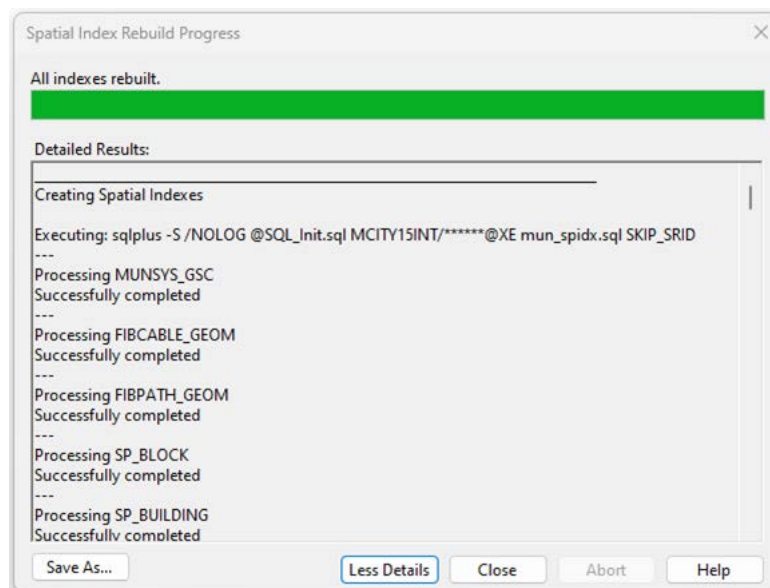 Spatial Index Rebuild Progress
All indexes rebuilt.
Detailed Results:
Creating Spatial Indexes
Executing: sqlplus -S /NOLOG @SQL_Init.sql MCITY15INT/******@XE mun_spidx.sql SKIP_SRID
---
Processing MUNSYS_GSC
Successfully completed
---
Processing FIBCABLE_GEOM
Successfully completed
---
Processing FIBPATH_GEOM
Successfully completed
---
Processing SP_BLOCK
Successfully completed
---
Processing SP_BUILDING
Successfully completed
Save As... Less Details Close Abort Help